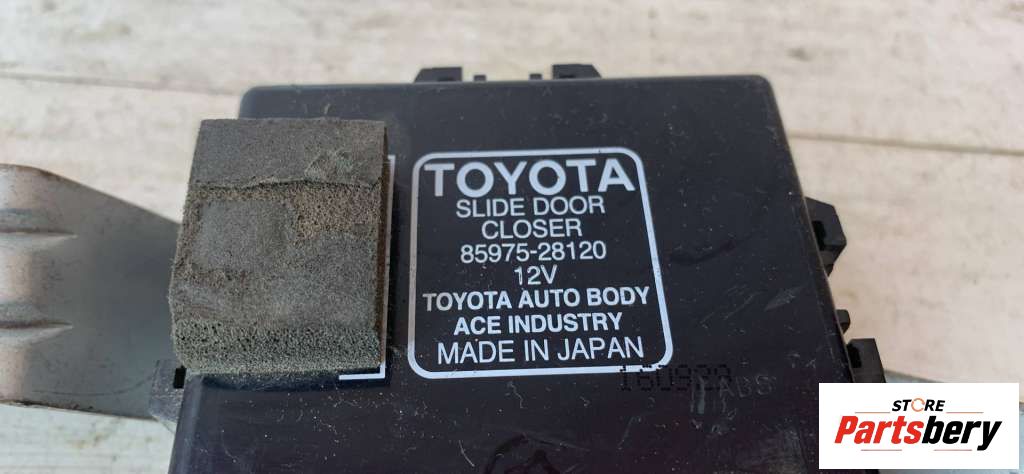 TOYOTA
SLIDE DOOR
CLOSER
85975-28120
12V
TOYOTA AUTO BODY
ACE INDUSTRY
MADE IN JAPAN
STORE
Partsbery